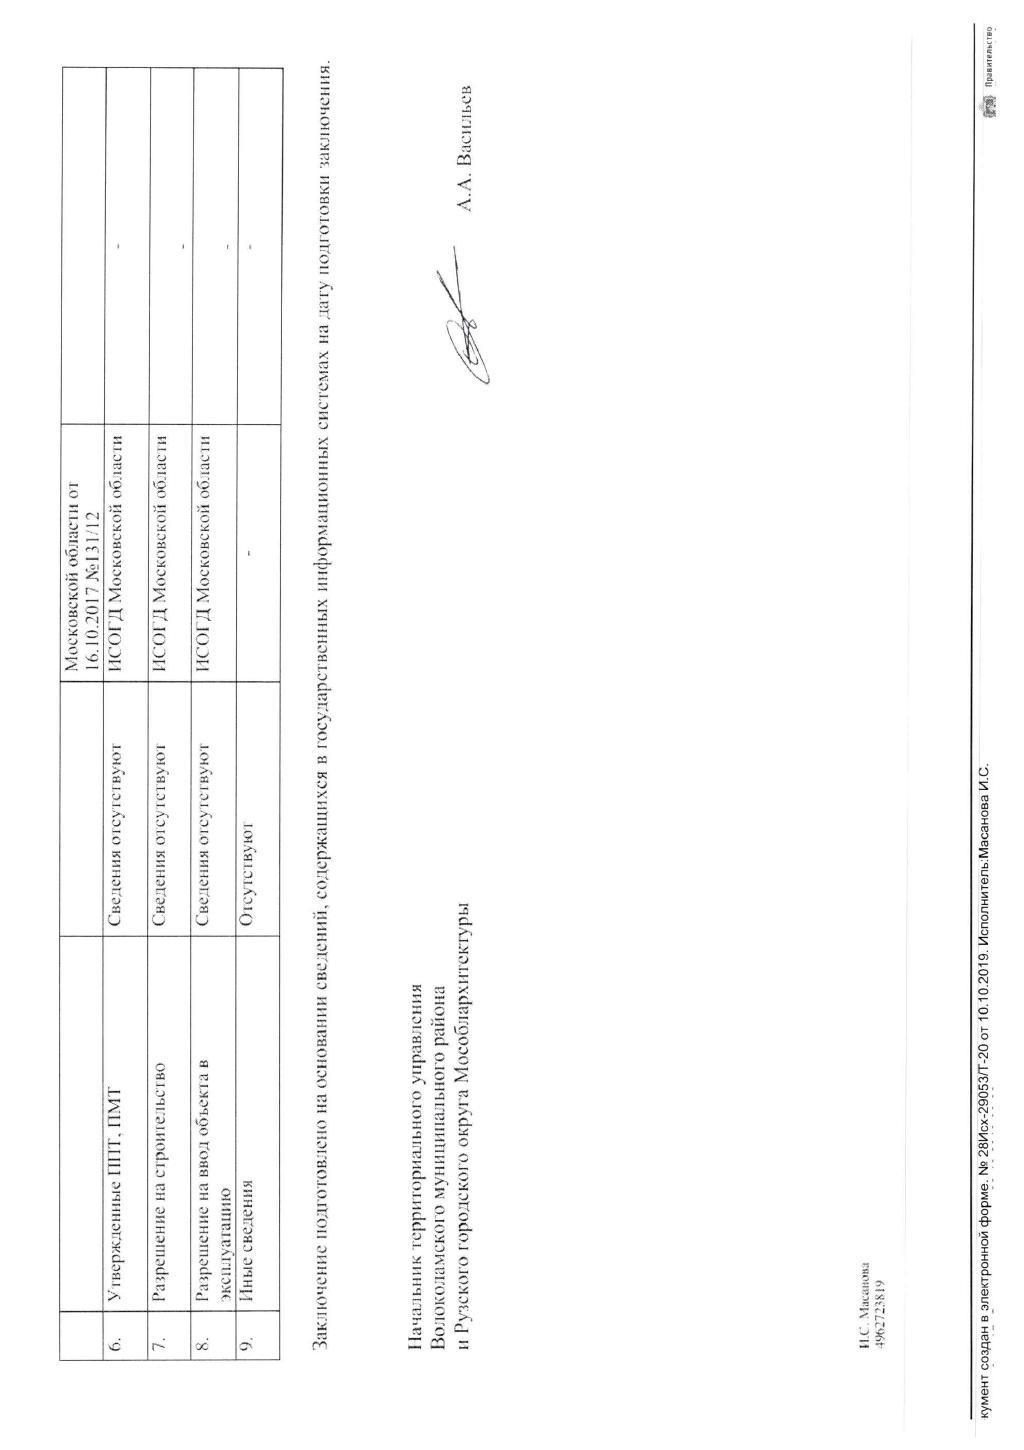 Московской области от
16.10.2017 №131/12
6. Утвержденные ППТ, ПМТ Сведения отсутствуют ИСОГД Московской области -
7. Разрешение на строительство Сведения отсутствуют ИСОГД Московской области -
8. Разрешение на ввод объекта в Сведения отсутствуют ИСОГД Московской области -
эксплуатацию
9. Иные сведения Отсутствуют - -
Заключение подготовлено на основании сведений, содержащихся в государственных информационных системах на дату подготовки заключения.
Начальник территориального управления
Волоколамского муниципального района
и Рузского городского округа Мособлархитектуры А.А. Васильев
И.С. Масанова
4962723819
кумент создан в электронной форме. № 28Исх-29053/Т-20 от 10.10.2019. Исполнитель:Масанова И.С.
Правительство